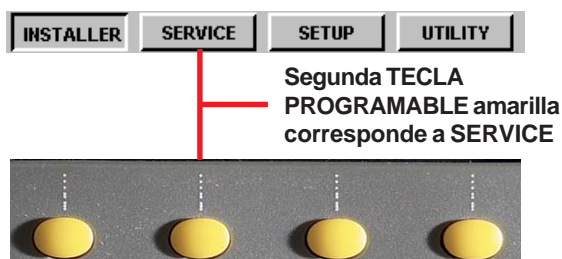 INSTALLER SERVICE SETUP UTILITY
Segunda TECLA
PROGRAMABLE amarilla
corresponde a SERVICE